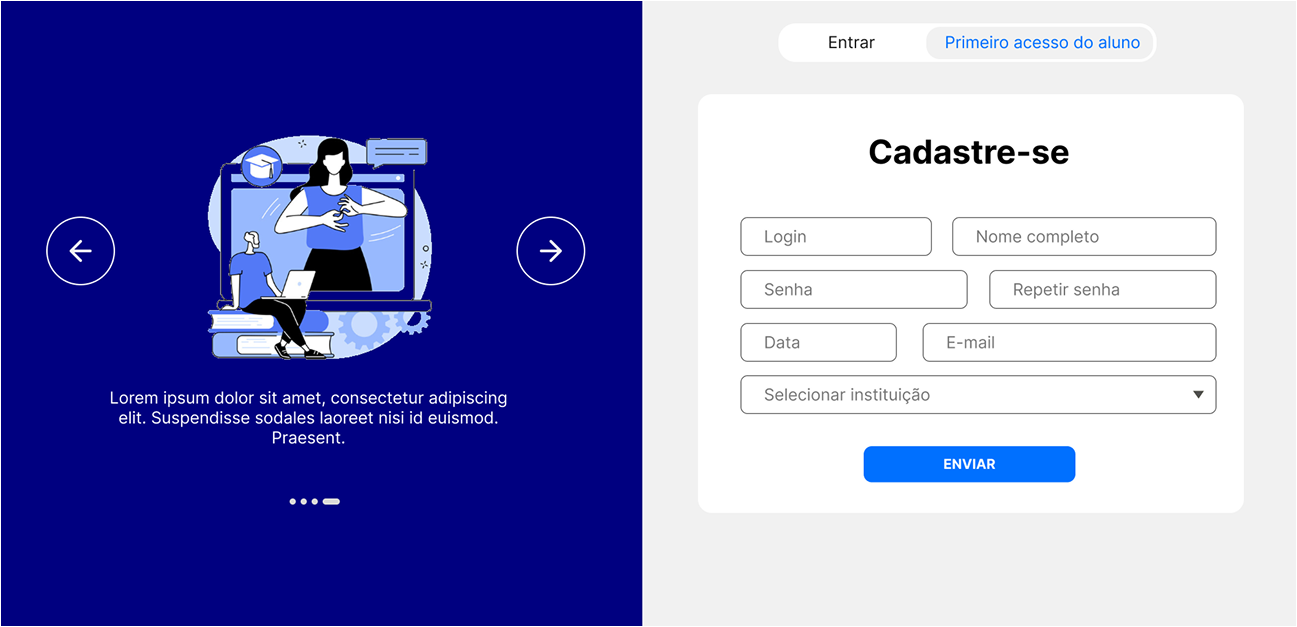 Lorem ipsum dolor sit amet, consectetur adipiscing
elit. Suspendisse sodales laoreet nisi id euismod.
Praesent.
Entrar
Primeiro acesso do aluno
Cadastre-se
Login
Nome completo
Senha
Repetir senha
Data
E-mail
Selecionar instituição
ENVIAR